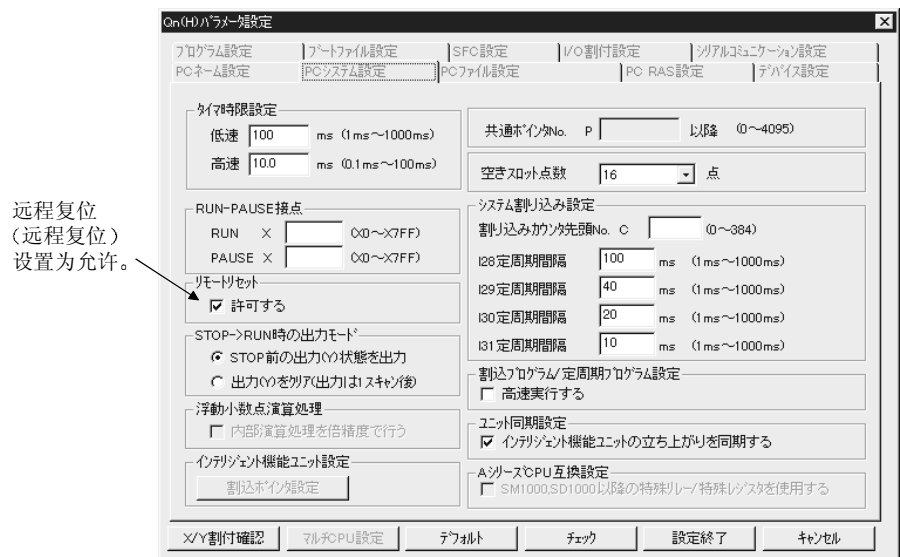 Qn(H)パラメータ設定
プログラム設定 ブートファイル設定 SFC設定 I/O割付設定 シリアルコミュニケーション設定
PCネーム設定 PCシステム設定 PCファイル設定 PC RAS設定 デバイス設定
タイマ時限設定
低速 100 ms (1ms～1000ms)
高速 10.0 ms (0.1ms～100ms)
RUN-PAUSE接点
RUN X (X0～X7FF)
PAUSE X (X0～X7FF)
远程复位
(远程复位)
设置为允许。
リモートリセット
許可する
STOP->RUN時の出力モード
STOP前の出力(Y)状態を出力
出力(Y)をクリア(出力は1スキャン後)
浮動小数点演算処理
内部演算処理を倍精度で行う
インテリジェント機能ユニット設定
割込ポインタ設定
共通ポインタNo. P 以降 (0～4095)
空きスロット点数 16 点
システム割り込み設定
割り込みカウンタ先頭No. C (0～384)
I28定周期間隔 100 ms (1ms～1000ms)
I29定周期間隔 40 ms (1ms～1000ms)
I30定周期間隔 20 ms (1ms～1000ms)
I31定周期間隔 10 ms (1ms～1000ms)
割込プログラム/定周期プログラム設定
高速実行する
ユニット同期設定
インテリジェント機能ユニットの立ち上がりを同期する
AシリーズCPU互換設定
SM1000,SD1000以降の特殊リレー/特殊レジスタを使用する
X/Y割付確認 マルチCPU設定 デフォルト チェック 設定終了 キャンセル